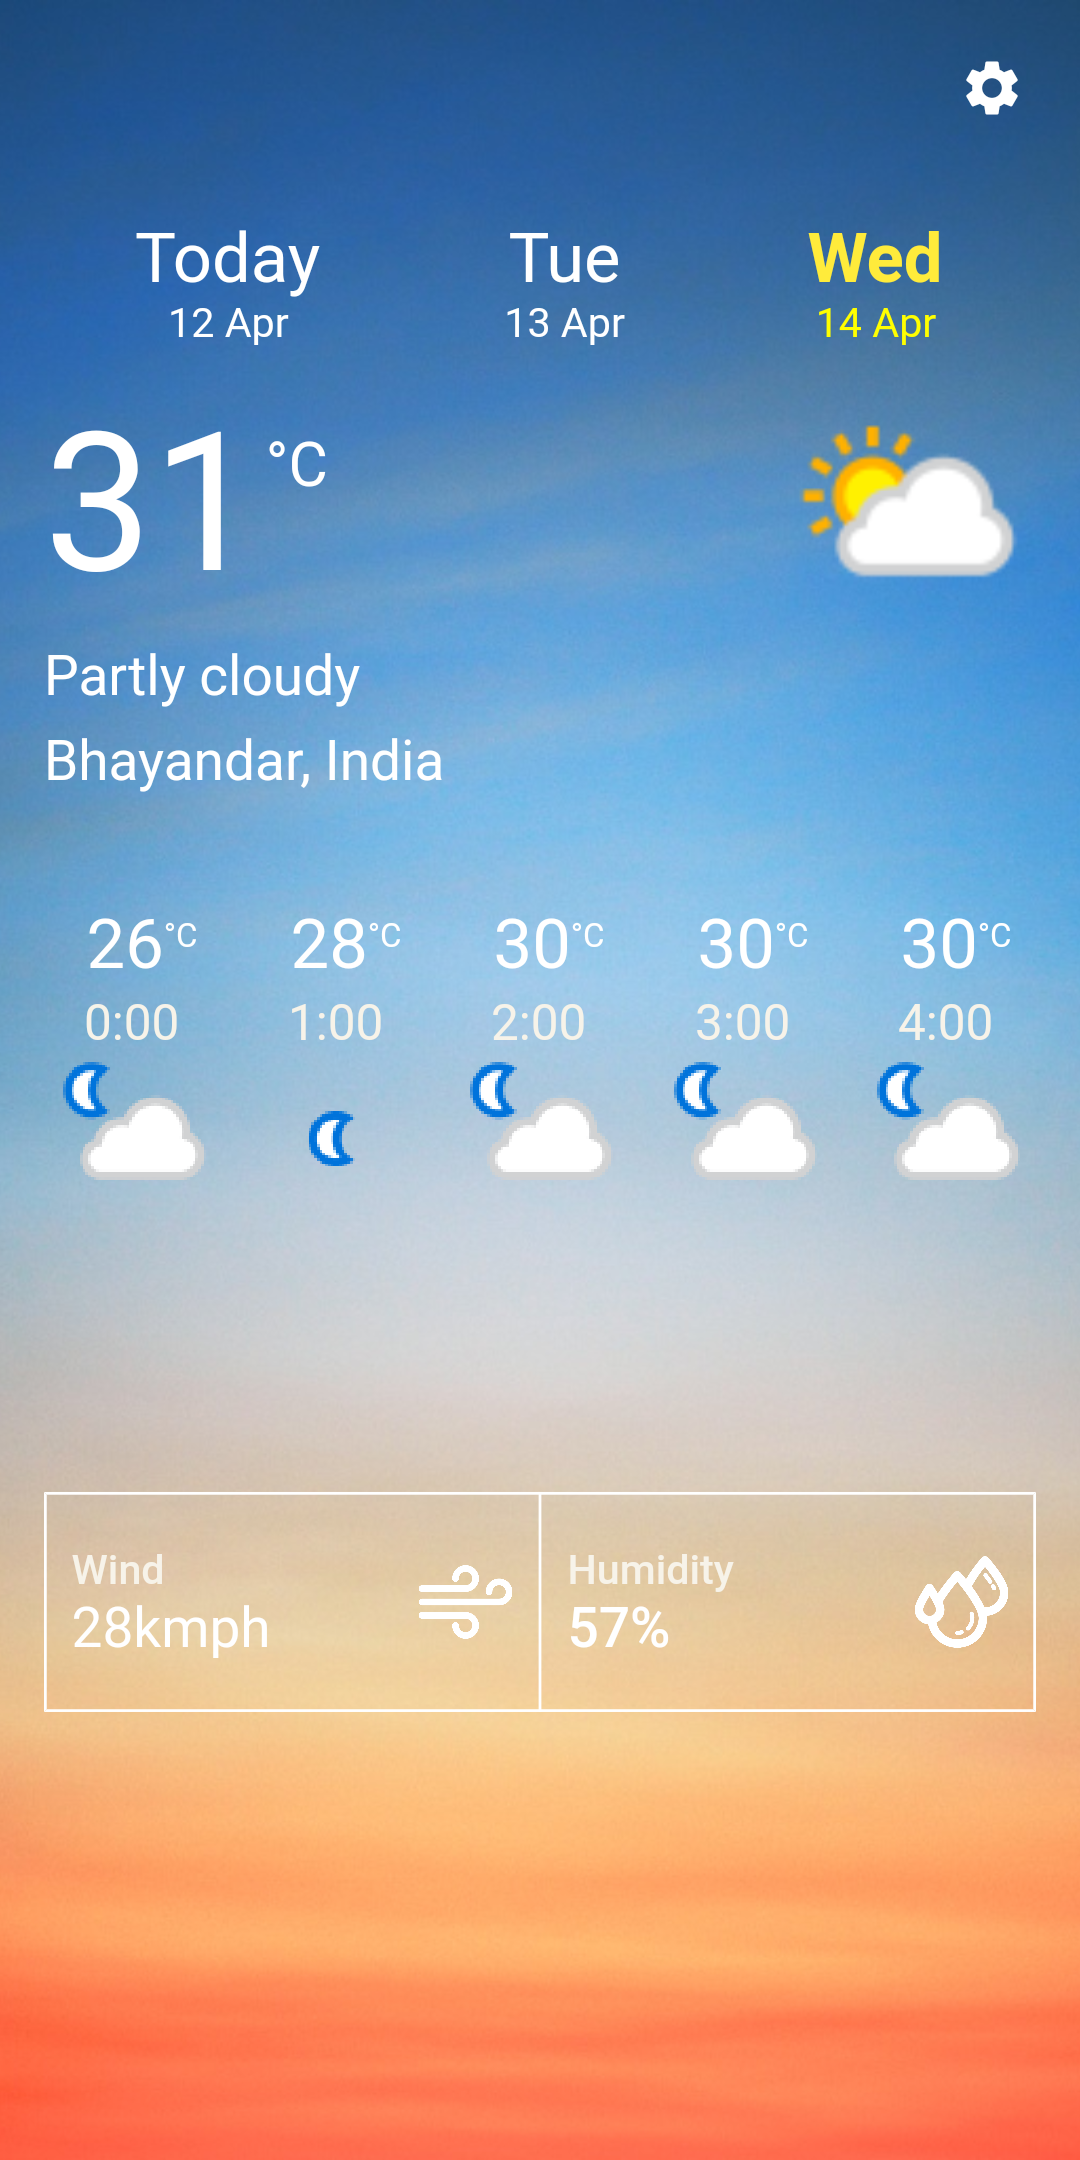 Today Tue Wed
12 Apr 13 Apr 14 Apr
31 °C
Partly cloudy
Bhayandar, India
26°C 28°C 30°C 30°C 30°C
0:00 1:00 2:00 3:00 4:00
Wind Humidity
28kmph 57%